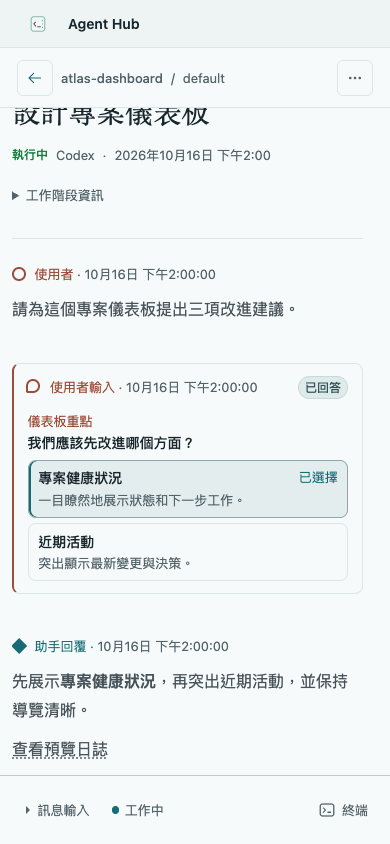 Agent Hub
atlas-dashboard / default
設計專案儀表板
執行中 Codex · 2026年10月16日 下午2:00
工作階段資訊
使用者 · 10月16日 下午2:00:00
請為這個專案儀表板提出三項改進建議。
使用者輸入 · 10月16日 下午2:00:00 已回答
儀表板重點
我們應該先改進哪個方面？
專案健康狀況 已選擇
一目瞭然地展示狀態和下一步工作。
近期活動
突出顯示最新變更與決策。
助手回覆 · 10月16日 下午2:00:00
先展示專案健康狀況，再突出近期活動，並保持
導覽清晰。
查看預覽日誌
訊息輸入 工作中 終端